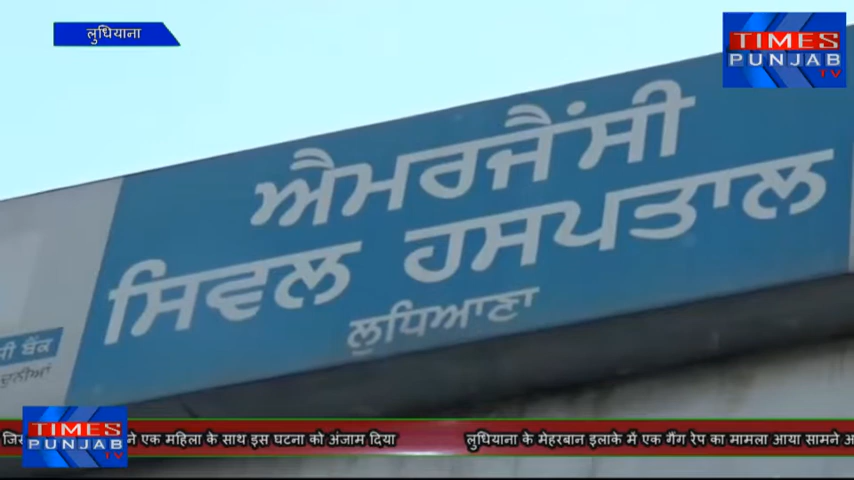 लुधियाना
TIMES
PUNJAB
TV
ਐਮਰਜੈਂਸੀ
ਸਿਵਲ ਹਸਪਤਾਲ
ਲੁਧਿਆਣਾ
ਬੈਂਕ
ਦੁਨੀਆਂ
TIMES
PUNJAB
TV
एक महिला के साथ इस घटना को अंजाम दिया लुधियाना के मेहरबान इलाके में एक गैंग रेप का मामला आया सामने